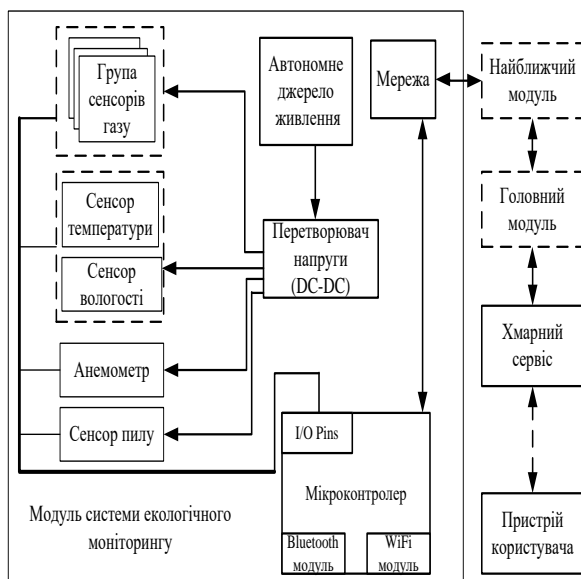 Група
сенсорів
газу
Автономне
джерело
живлення
Мережа
Найближчий
модуль
Сенсор
температури
Сенсор
вологості
Перетворювач
напруги
(DC-DC)
Головний
модуль
Анемометр
Сенсор пилу
Хмарний
сервіс
I/O Pins
Мікроконтролер
Bluetooth
модуль
WiFi
модуль
Модуль системи екологічного
моніторингу
Пристрій
користувача